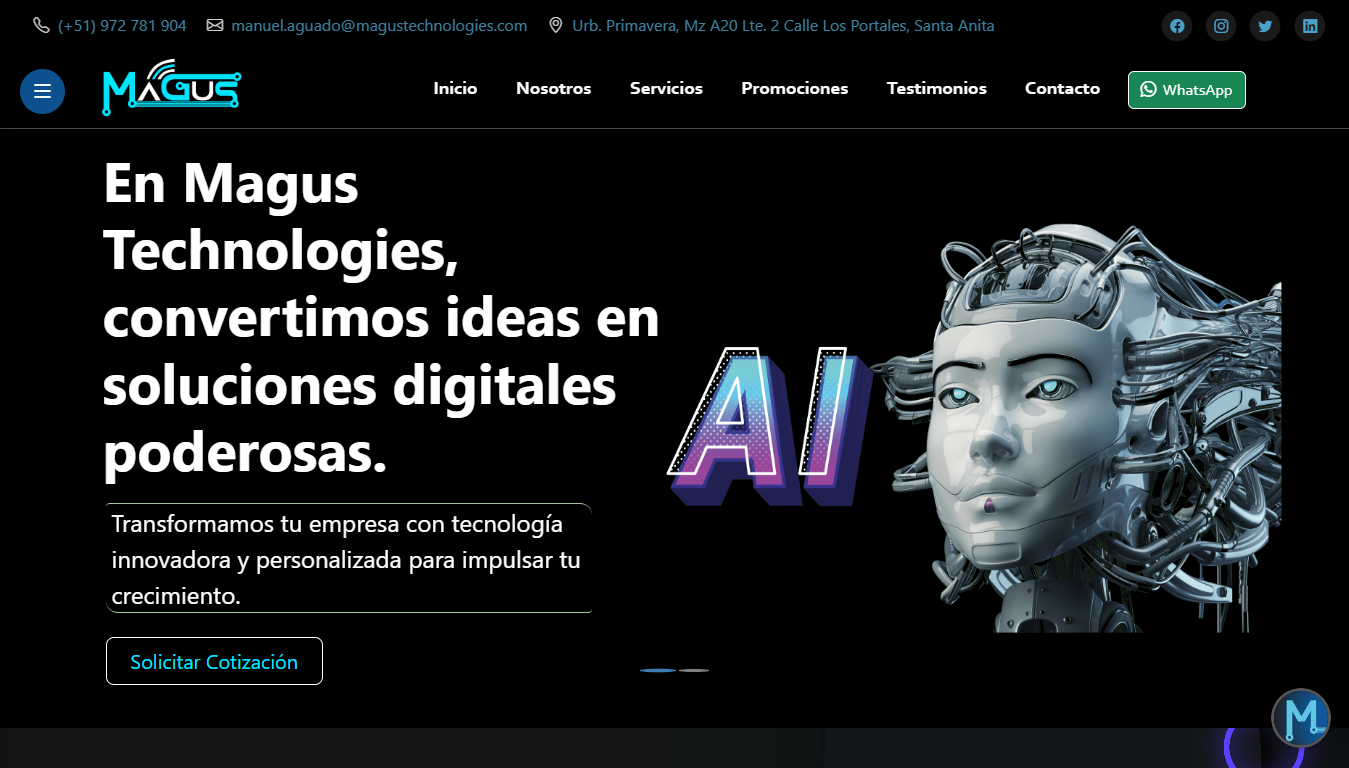 (+51) 972 781 904
manuel.aguado@magustechnologies.com
Urb. Primavera, Mz A20 Lte. 2 Calle Los Portales, Santa Anita
MAGUS
Inicio
Nosotros
Servicios
Promociones
Testimonios
Contacto
WhatsApp
En Magus
Technologies,
convertimos ideas en
soluciones digitales
poderosas.
AI
Transformamos tu empresa con tecnología
innovadora y personalizada para impulsar tu
crecimiento.
Solicitar Cotización
M